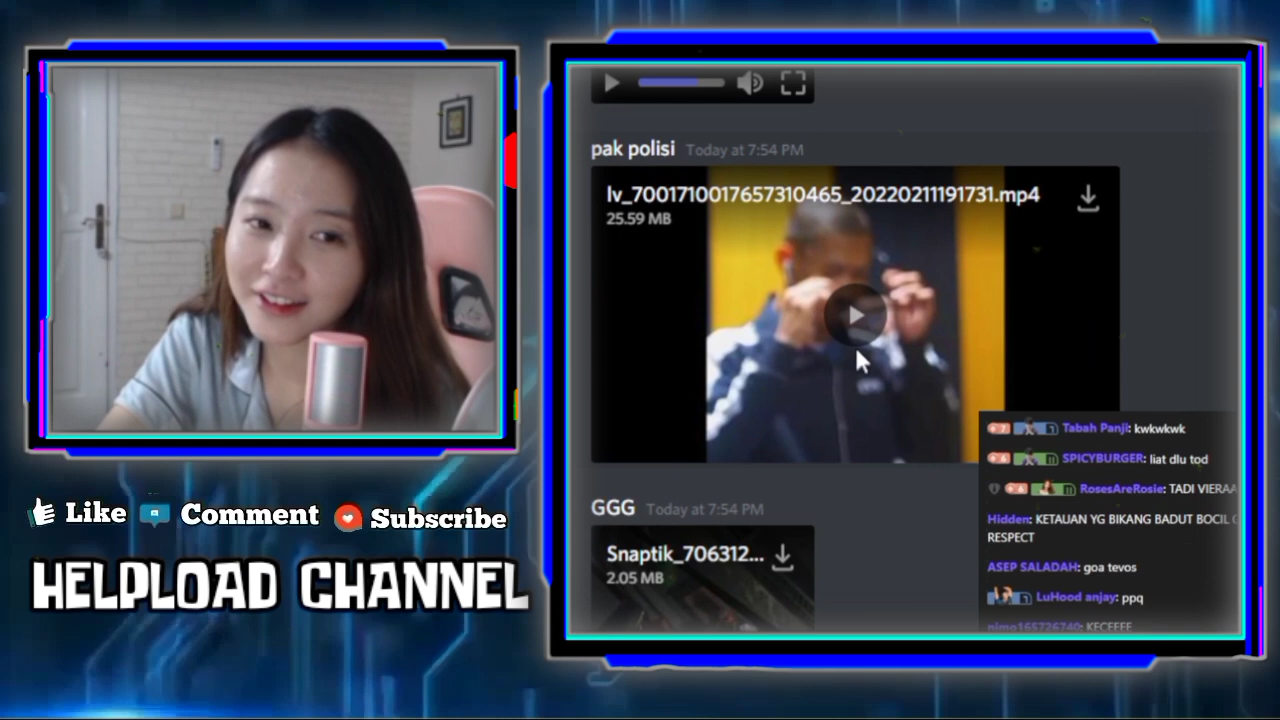 pak polisi Today at 7:54 PM
lv_7001710017657310465_20220211191731.mp4
25.59 MB
GGG Today at 7:54 PM
Snaptik_706312...
2.05 MB
Tabah Panji: kwkwkwk
SPICYBURGER: liat dlu tod
RosesAreRosie: TADI VIERAA
Hidden: KETAUAN YG BIKANG BADUT BOCIL
RESPECT
ASEP SALADAH: goa tevos
LuHood anjay: ppq
nimo165726740: KECEEEE
Like Comment Subscribe
HELPLOAD CHANNEL